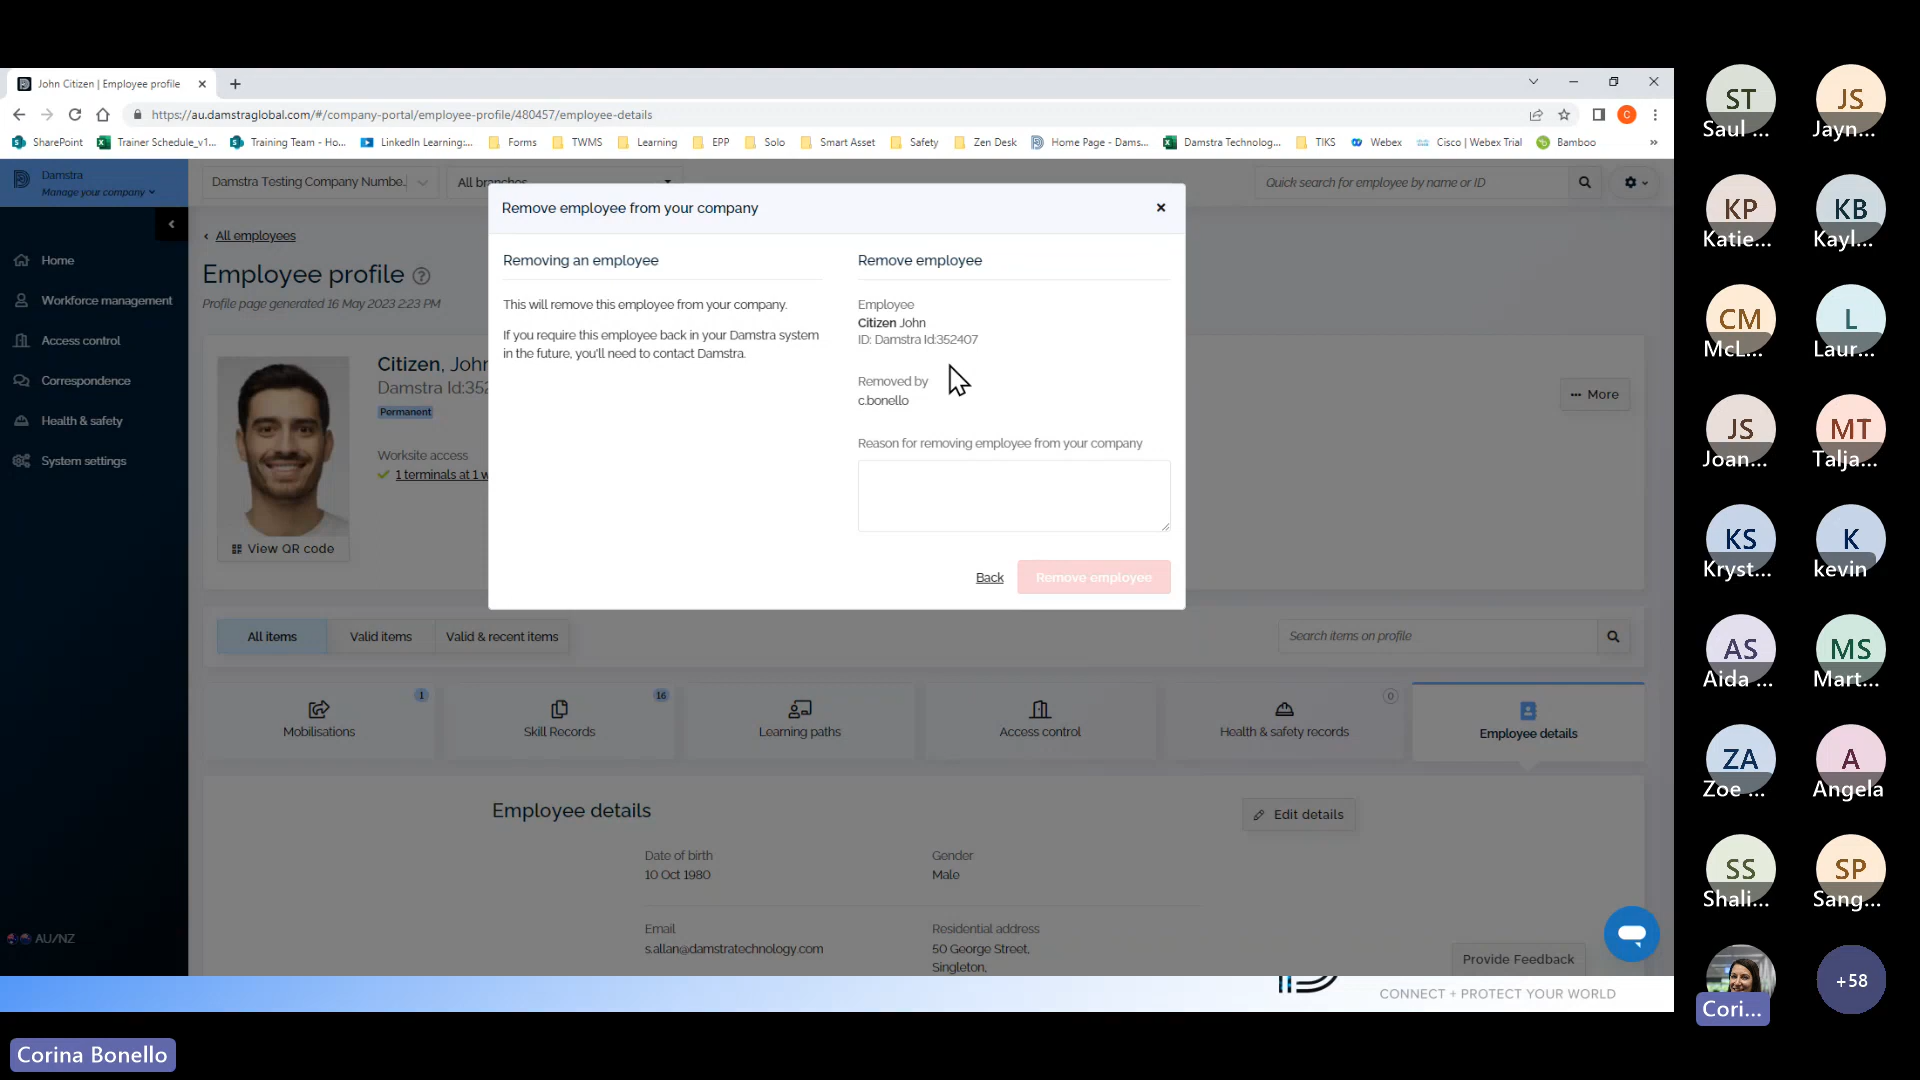 John Citizen | Employee profile
https://au.damstraglobal.com/#/company-portal/employee-profile/480457/employee-details
SharePoint
Trainer Schedule_v1...
Training Team - Ho...
LinkedIn Learning:...
Forms
TWMS
Learning
EPP
Solo
Smart Asset
Safety
Zen Desk
Home Page - Dams...
Damstra Technolog...
TIKS
Webex
Cisco | Webex Trial
Bamboo
»
Damstra
Manage your company
Damstra Testing Company Numbe..
All branches
Quick search for employee by name or ID
Home
Workforce management
Access control
Correspondence
Health & safety
System settings
AU/NZ
All employees
Employee profile
Profile page generated 16 May 2023 2:23 PM
Citizen, John
Damstra Id:352
Permanent
Worksite access
1 terminals at 1 w
View QR code
More
Remove employee from your company
Removing an employee
This will remove this employee from your company.
If you require this employee back in your Damstra system
in the future, you'll need to contact Damstra.
Remove employee
Employee
Citizen John
ID: Damstra Id:352407
Removed by
c.bonello
Reason for removing employee from your company
Back
Remove employee
All items
Valid items
Valid & recent items
Search items on profile
1
Mobilisations
16
Skill Records
Learning paths
Access control
0
Health & safety records
Employee details
Employee details
Edit details
Date of birth
10 Oct 1980
Gender
Male
Email
s.allan@damstratechnology.com
Residential address
50 George Street,
Singleton,
Provide Feedback
CONNECT + PROTECT YOUR WORLD
Corina Bonello
C
ST
Saul ...
JS
Jayn...
KP
Katie...
KB
Kayl...
CM
McL...
L
Laur...
JS
Joan...
MT
Talja...
KS
Kryst...
K
kevin
AS
Aida ...
MS
Mart...
ZA
Zoe ...
A
Angela
SS
Shali...
SP
Sang...
Cori...
+58